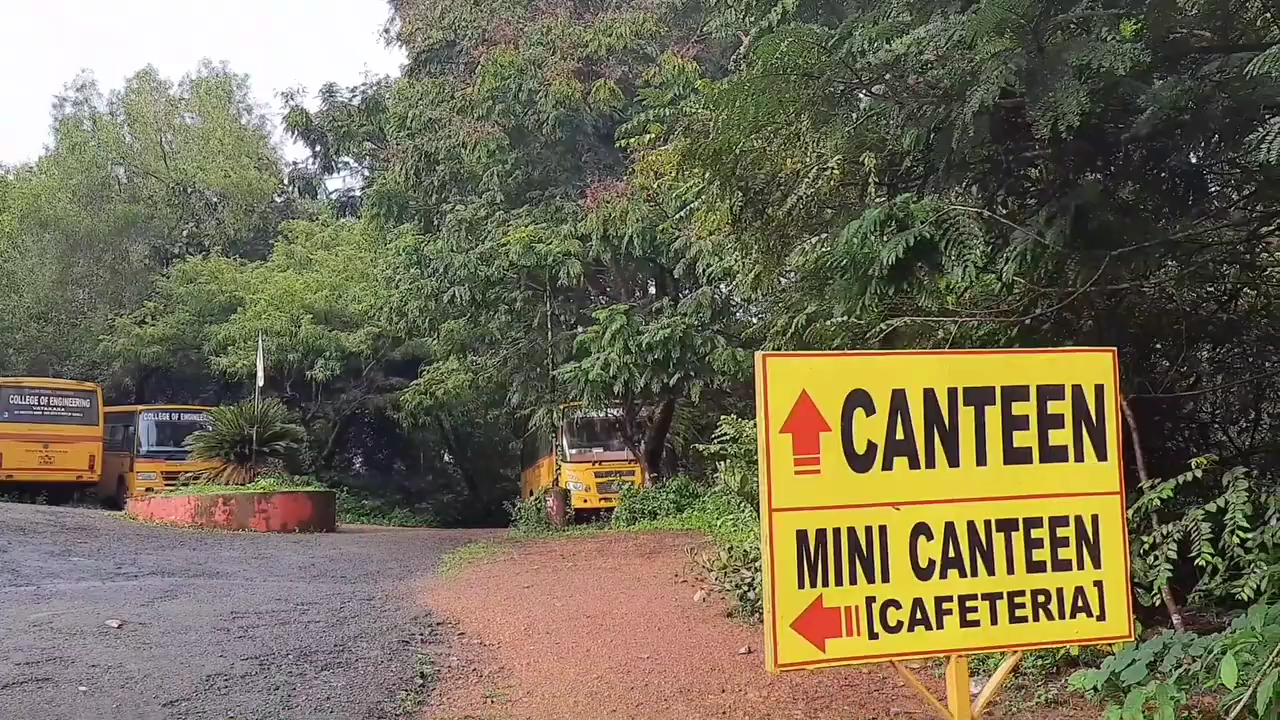 COLLEGE OF ENGINEERING
VATAKARA
COLLEGE OF ENGINEE
CANTEEN
MINI CANTEEN
[CAFETERIA]